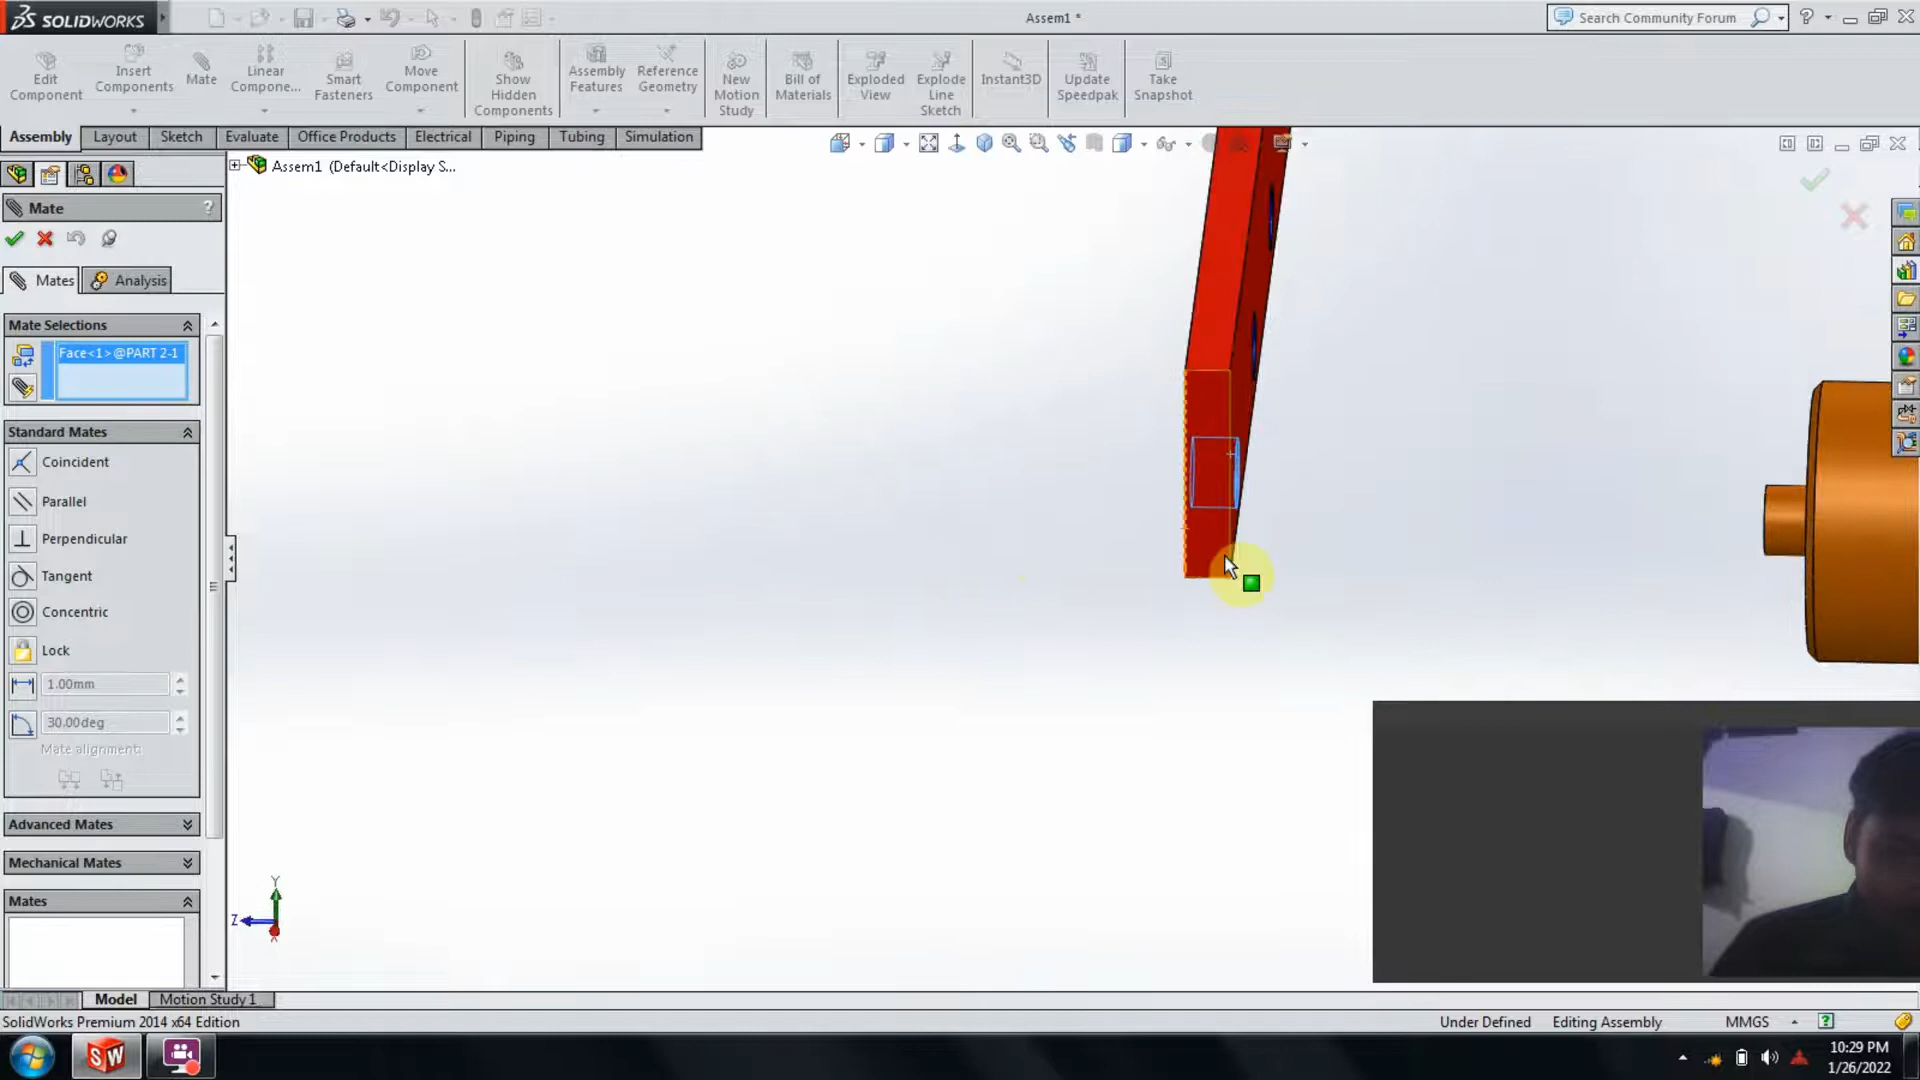 SOLIDWORKS
Assem1 *
Search Community Forum
Edit Component
Insert Components
Mate
Linear Compone...
Smart Fasteners
Move Component
Show Hidden Components
Assembly Features
Reference Geometry
New Motion Study
Bill of Materials
Exploded View
Explode Line Sketch
Instant3D
Update Speedpak
Take Snapshot
Assembly
Layout
Sketch
Evaluate
Office Products
Electrical
Piping
Tubing
Simulation
Assem1 (Default<Display S...
Mate
?
Mates
Analysis
Mate Selections
Face<1>@PART 2-1
Standard Mates
Coincident
Parallel
Perpendicular
Tangent
Concentric
Lock
1.00mm
30.00deg
Mate alignment:
Advanced Mates
Mechanical Mates
Mates
Y
Z
X
Model
Motion Study 1
SolidWorks Premium 2014 x64 Edition
Under Defined
Editing Assembly
MMGS
?
SW
10:29 PM
1/26/2022